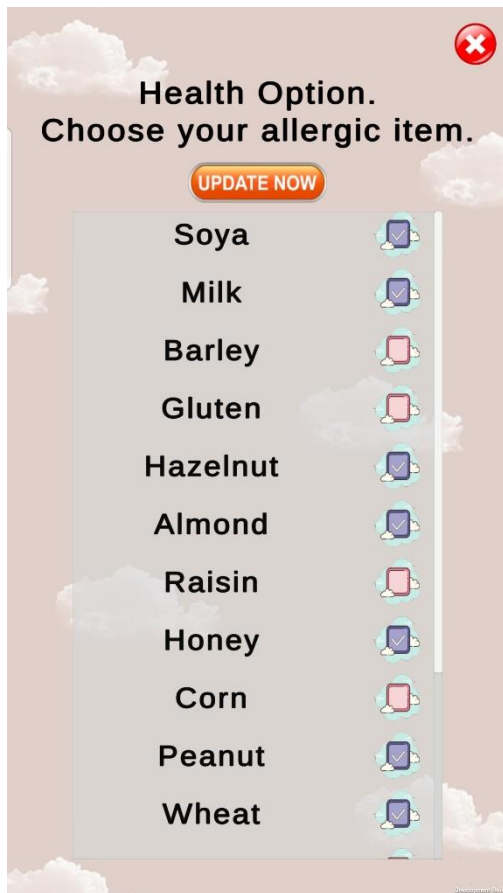 Health Option.
Choose your allergic item.
UPDATE NOW
Soya
Milk
Barley
Gluten
Hazelnut
Almond
Raisin
Honey
Corn
Peanut
Wheat